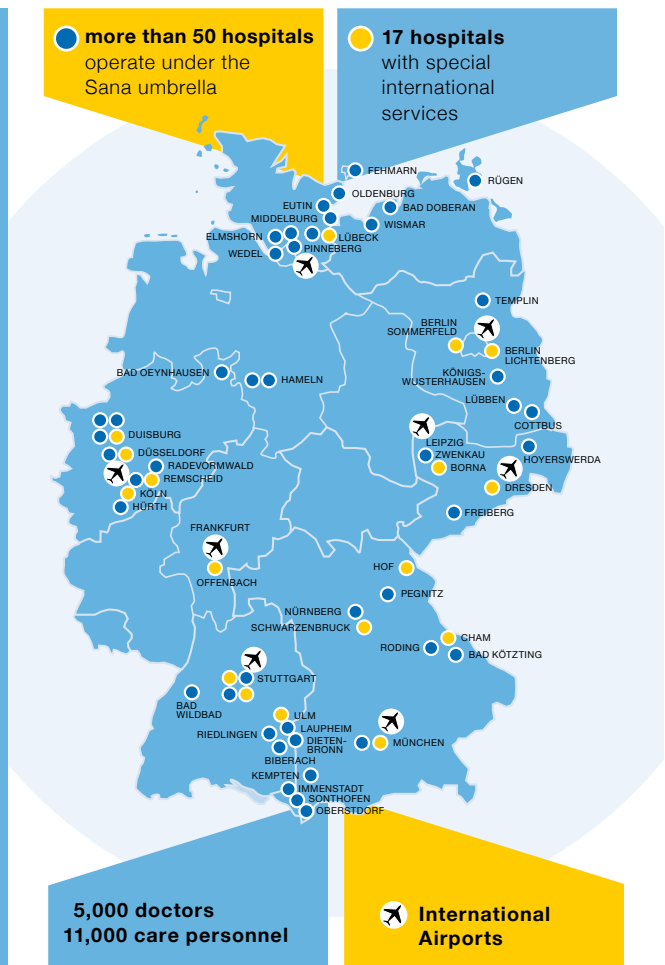 more than 50 hospitals
operate under the
Sana umbrella
17 hospitals
with special
international
services
FEHMARN
RÜGEN
OLDENBURG
EUTIN
BAD DOBERAN
MIDDELBURG
WISMAR
ELMSHORN
LÜBECK
PINNEBERG
WEDEL
TEMPLIN
BERLIN
SOMMERFELD
BERLIN
LICHTENBERG
BAD OEYNHAUSEN
HAMELN
KÖNIGS-
WUSTERHAUSEN
LÜBBEN
COTTBUS
DUISBURG
LEIPZIG
DÜSSELDORF
ZWENKAU
HOYERSWERDA
RADEVORMWALD
BORNA
REMSCHEID
DRESDEN
KÖLN
HÜRTH
FREIBERG
FRANKFURT
HOF
OFFENBACH
PEGNITZ
NÜRNBERG
SCHWARZENBRUCK
CHAM
RODING
BAD KÖTZTING
STUTTGART
BAD
WILDBAD
ULM
LAUPHEIM
RIEDLINGEN
DIETEN-
BRONN
MÜNCHEN
BIBERACH
KEMPTEN
IMMENSTADT
SONTHOFEN
OBERSTDORF
5,000 doctors
11,000 care personnel
International
Airports